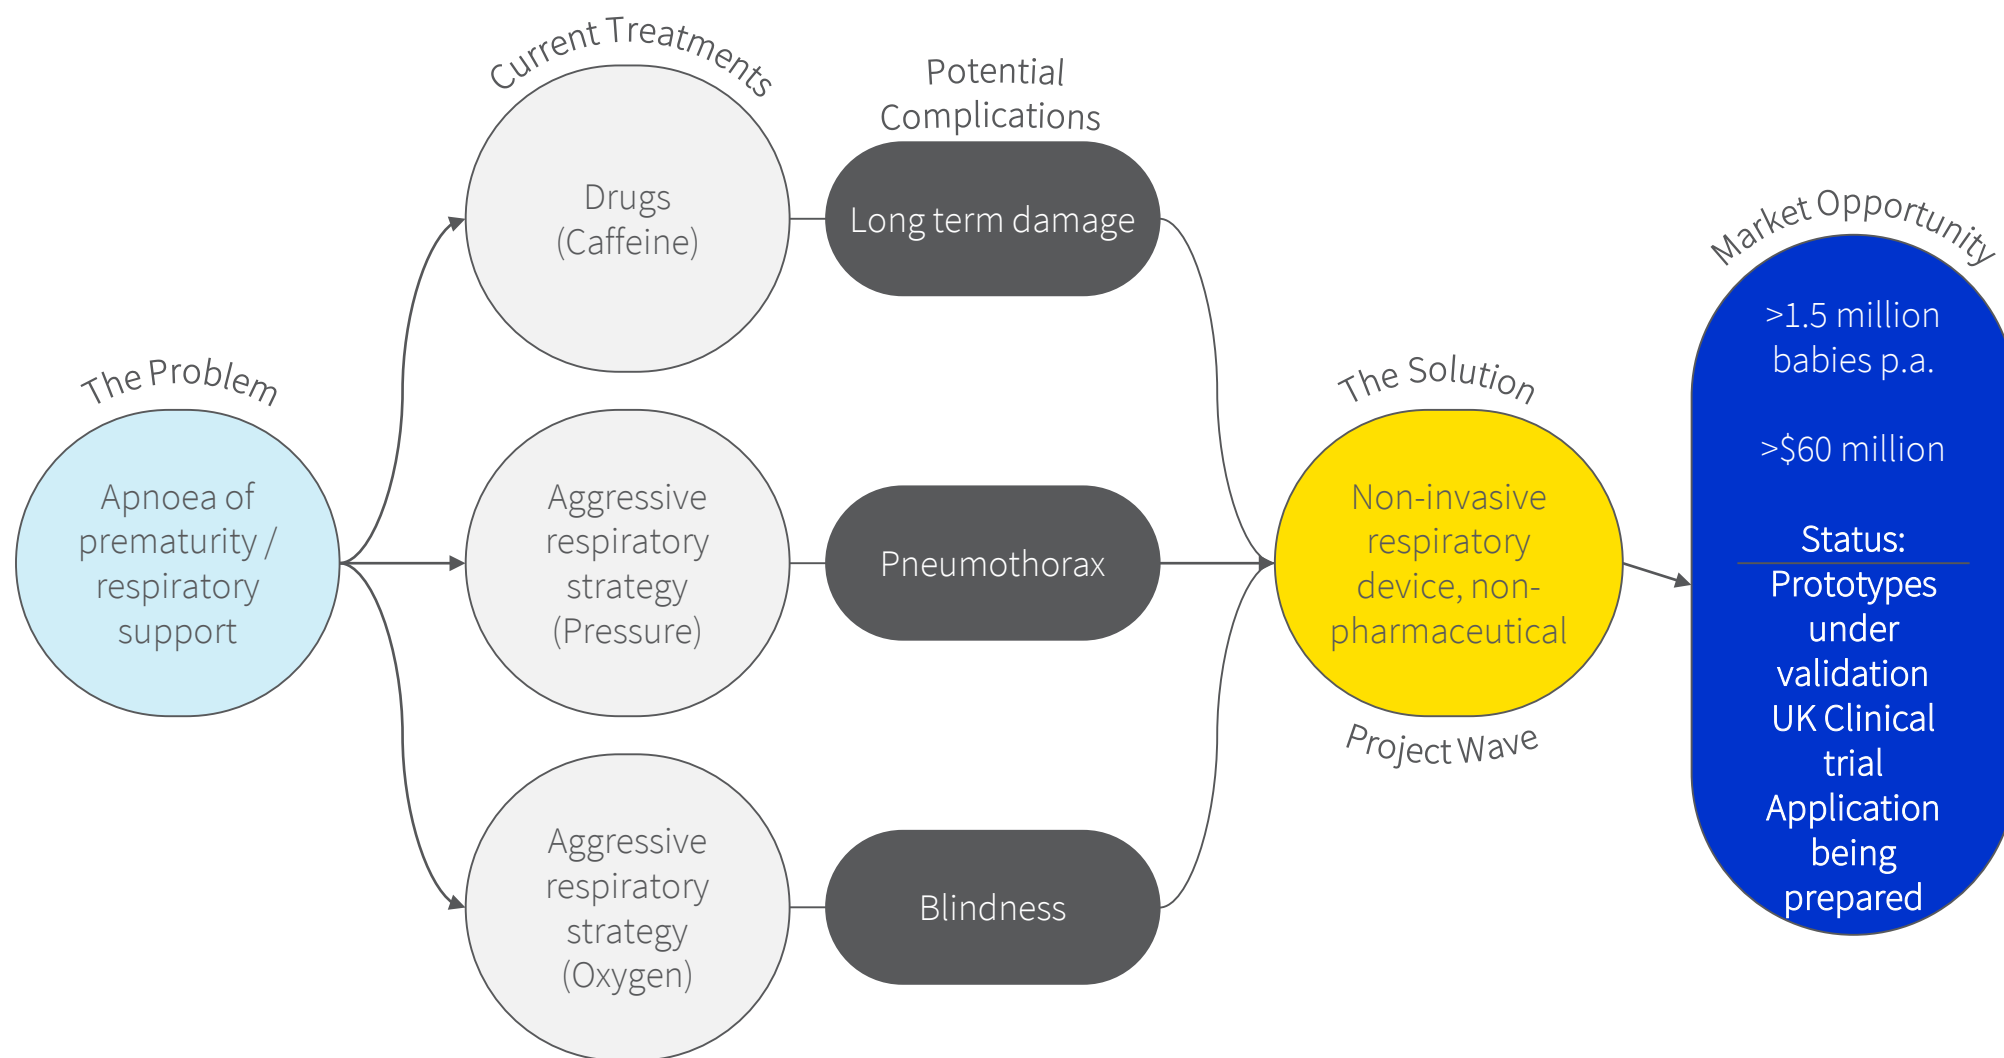 The Problem
Apnoea of
prematurity /
respiratory
support
Current Treatments
Drugs
(Caffeine)
Aggressive
respiratory
strategy
(Pressure)
Aggressive
respiratory
strategy
(Oxygen)
Potential
Complications
Long term damage
Pneumothorax
Blindness
The Solution
Non-invasive
respiratory
device, non-
pharmaceutical
Project Wave
Market Opportunity
>1.5 million
babies p.a.
>$60 million
Status:
Prototypes
under
validation
UK Clinical
trial
Application
being
prepared